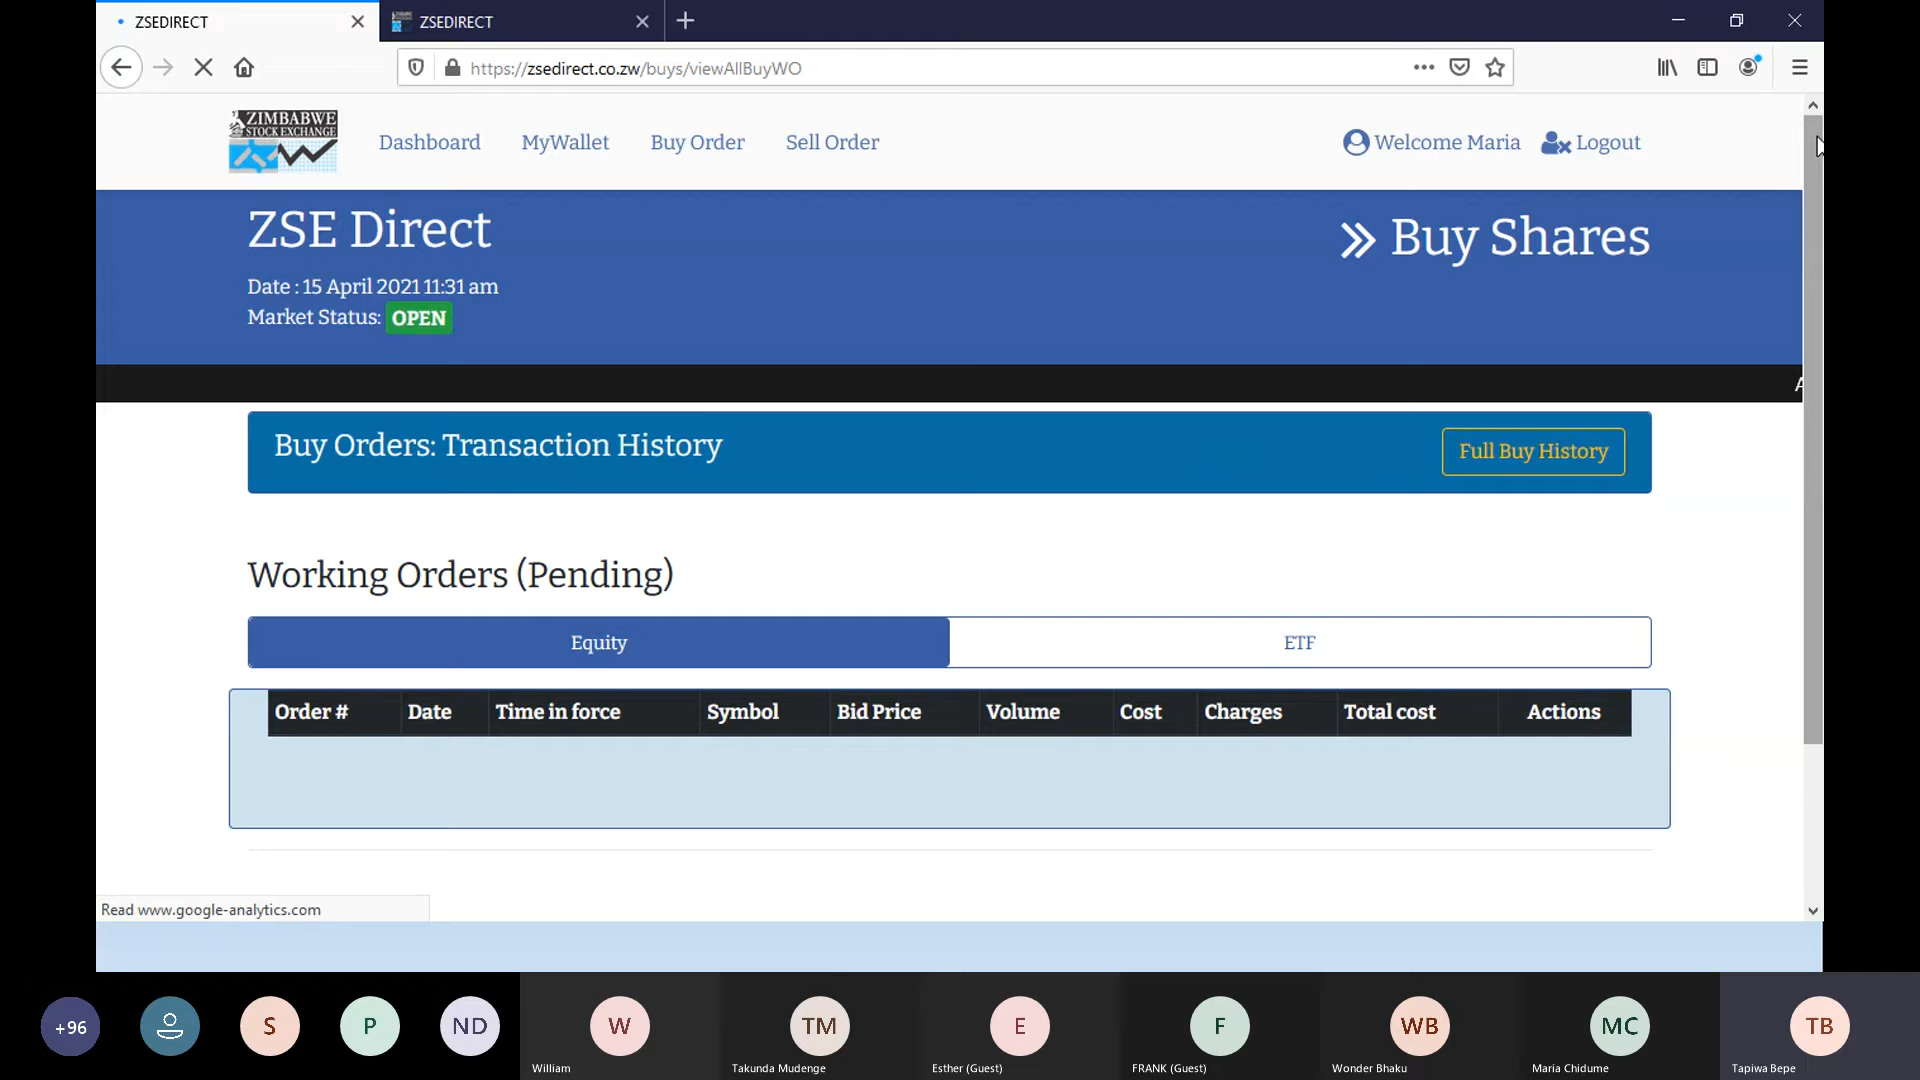 ZSEDIRECT
ZSEDIRECT
https://zsedirect.co.zw/buys/viewAllBuyWO
ZIMBABWE
STOCK EXCHANGE
Dashboard
MyWallet
Buy Order
Sell Order
Welcome Maria
Logout
ZSE Direct
Buy Shares
Date : 15 April 2021 11:31 am
Market Status: OPEN
A
Buy Orders: Transaction History
Full Buy History
Working Orders (Pending)
Equity
ETF
Order # Date Time in force Symbol Bid Price Volume Cost Charges Total cost Actions
Read www.google-analytics.com
+96
S
P
ND
W
TM
E
F
WB
MC
TB
William
Takunda Mudenge
Esther (Guest)
FRANK (Guest)
Wonder Bhaku
Maria Chidume
Tapiwa Bepe